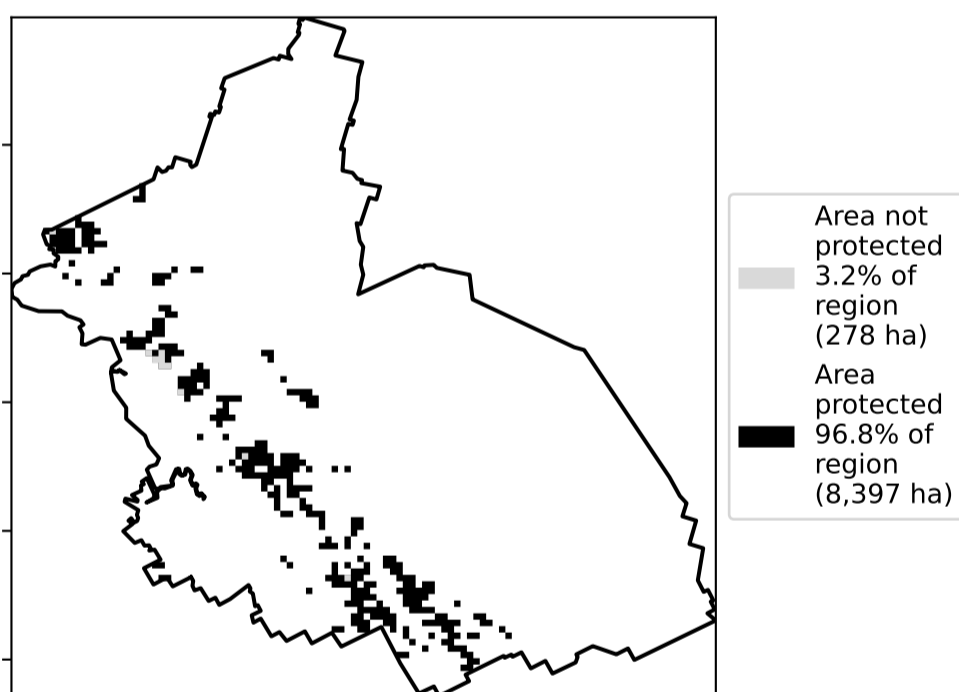 Area not
protected
3.2% of
region
(278 ha)
Area
protected
96.8% of
region
(8,397 ha)